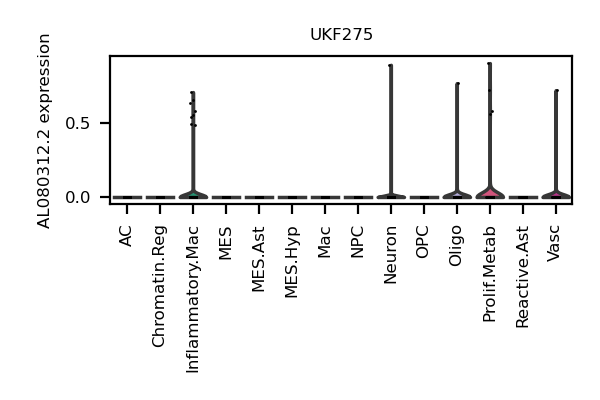 UKF275
AL080312.2 expression
0.5
0.0
AC
Chromatin.Reg
Inflammatory.Mac
MES
MES.Ast
MES.Hyp
Mac
NPC
Neuron
OPC
Oligo
Prolif.Metab
Reactive.Ast
Vasc